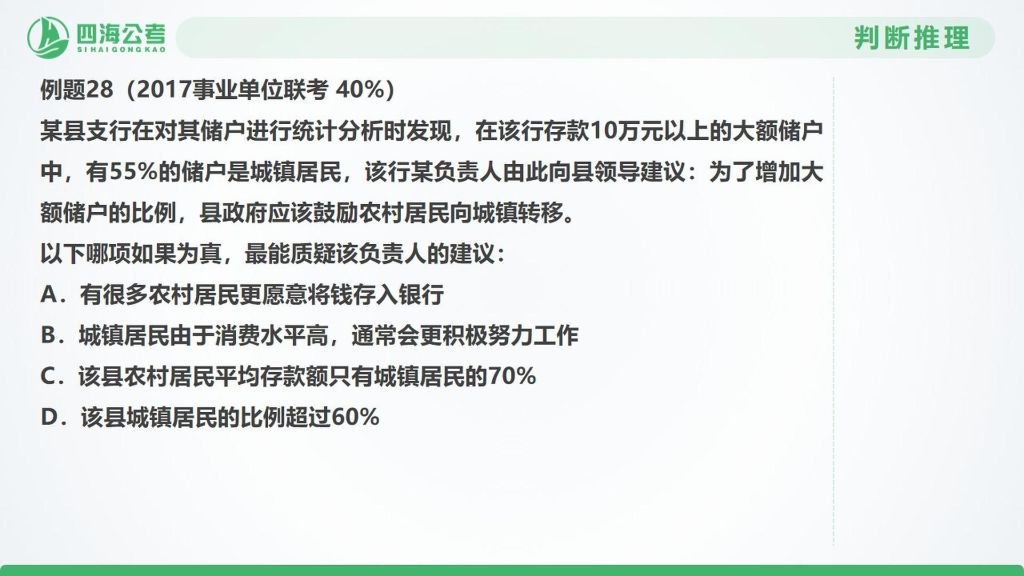 四海公考
SIHAIGONGKAO
判断推理
例题28（2017事业单位联考 40%）
某县支行在对其储户进行统计分析时发现，在该行存款10万元以上的大额储户
中，有55%的储户是城镇居民，该行某负责人由此向县领导建议：为了增加大
额储户的比例，县政府应该鼓励农村居民向城镇转移。
以下哪项如果为真，最能质疑该负责人的建议：
A．有很多农村居民更愿意将钱存入银行
B．城镇居民由于消费水平高，通常会更积极努力工作
C．该县农村居民平均存款额只有城镇居民的70%
D．该县城镇居民的比例超过60%